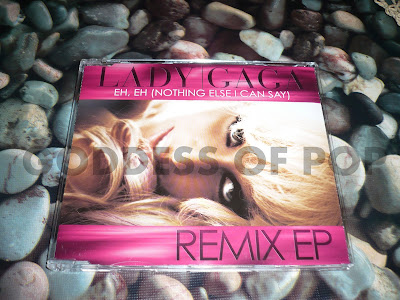 LADY GAGA
EH, EH (NOTHING ELSE I CAN SAY)
GODDESS OF POP
REMIX EP